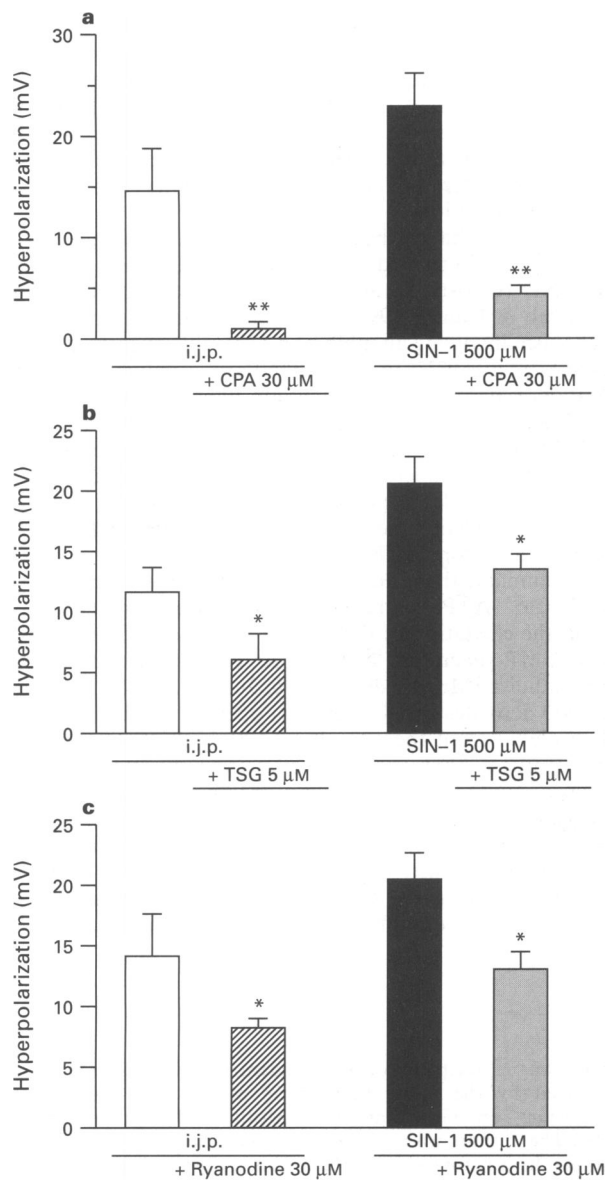 a
Hyperpolarization (mV)
30
20
10
0
**
**
i.j.p.
SIN–1 500 μM
+ CPA 30 μM
+ CPA 30 μM
b
Hyperpolarization (mV)
25
20
15
10
5
0
*
*
i.j.p.
SIN–1 500 μM
+ TSG 5 μM
+ TSG 5 μM
c
Hyperpolarization (mV)
25
20
15
10
5
0
*
*
i.j.p.
SIN–1 500 μM
+ Ryanodine 30 μM
+ Ryanodine 30 μM